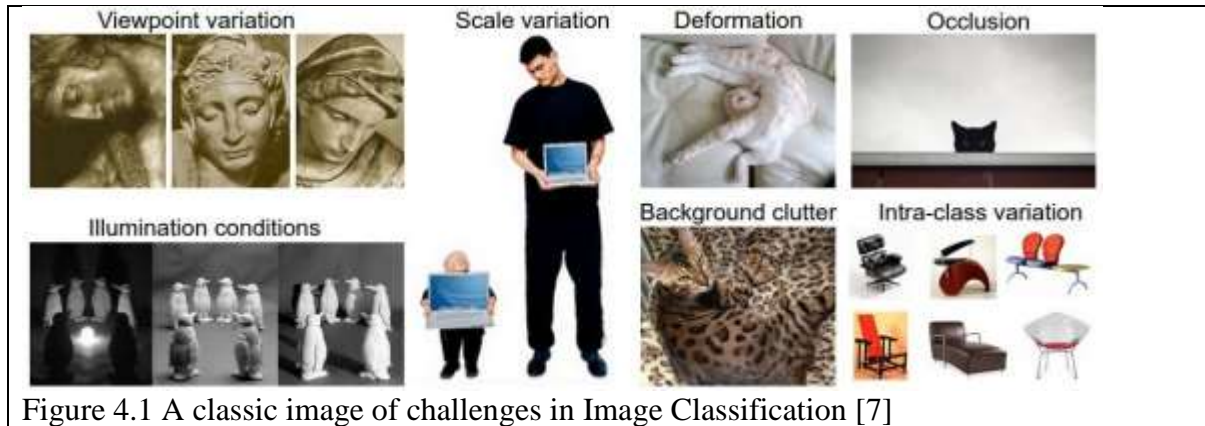 Viewpoint variation
Scale variation
Deformation
Occlusion
Illumination conditions
Background clutter
Intra-class variation
Figure 4.1 A classic image of challenges in Image Classification [7]